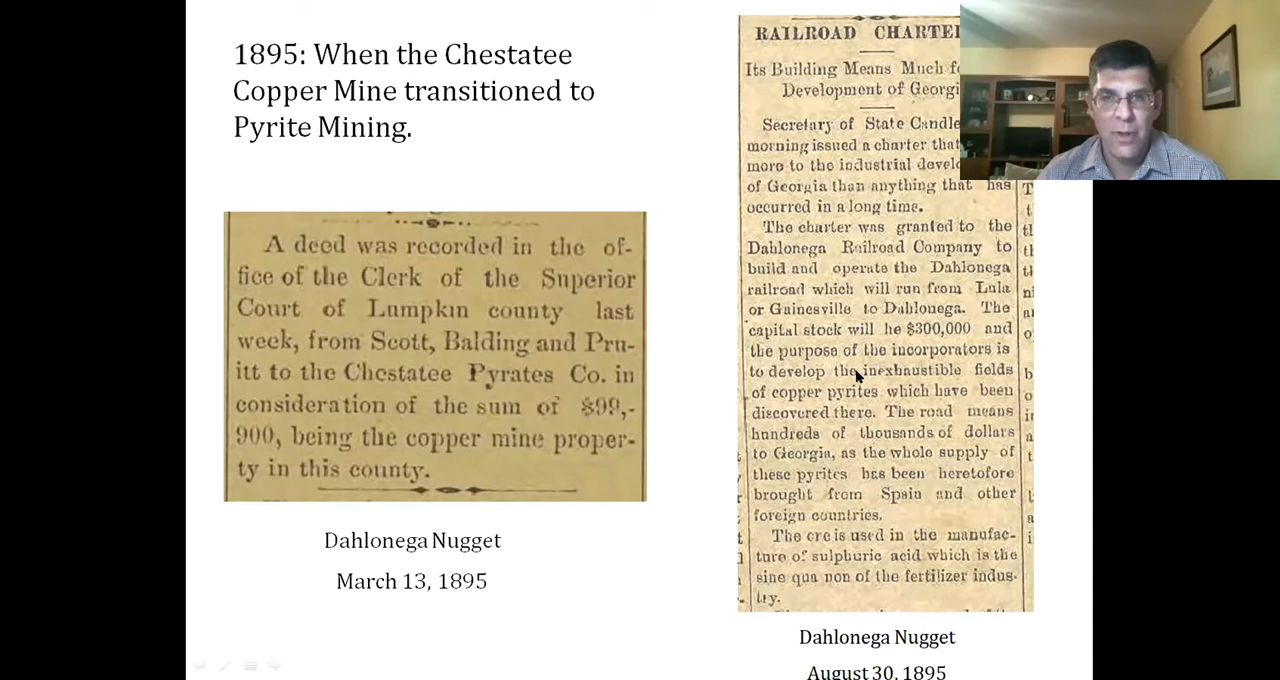 1895: When the Chestatee
Copper Mine transitioned to
Pyrite Mining.
A deed was recorded in the of-
fice of the Clerk of the Superior
Court of Lumpkin county last
week, from Scott, Balding and Pru-
itt to the Chestatee Pyrates Co. in
consideration of the sum of $99,-
900, being the copper mine proper-
ty in this county.
Dahlonega Nugget
March 13, 1895
RAILROAD CHARTE
Its Building Means Much f
Development of Georgi
Secretary of State Candle
morning issued a charter that
more to the industrial develo
of Georgia than anything that has
occurred in a long time.
The charter was granted to the
Dahlonega Railroad Company to
build and operate the Dahlonega
railroad which will run from Lula
or Gainesville to Dahlonega. The
capital stock will he $300,000 and
the purpose of the incorporators is
to develop the inexhaustible fields
of copper pyrites which have been
discovered there. The road means
hundreds of thousands of dollars
to Georgia, as the whole supply of
these pyrites has been heretofore
brought from Spain and other
foreign countries.
The ore is used in the manufac-
ture of sulphuric acid which is the
sine qua non of the fertilizer indus-
try.
Dahlonega Nugget
August 30, 1895